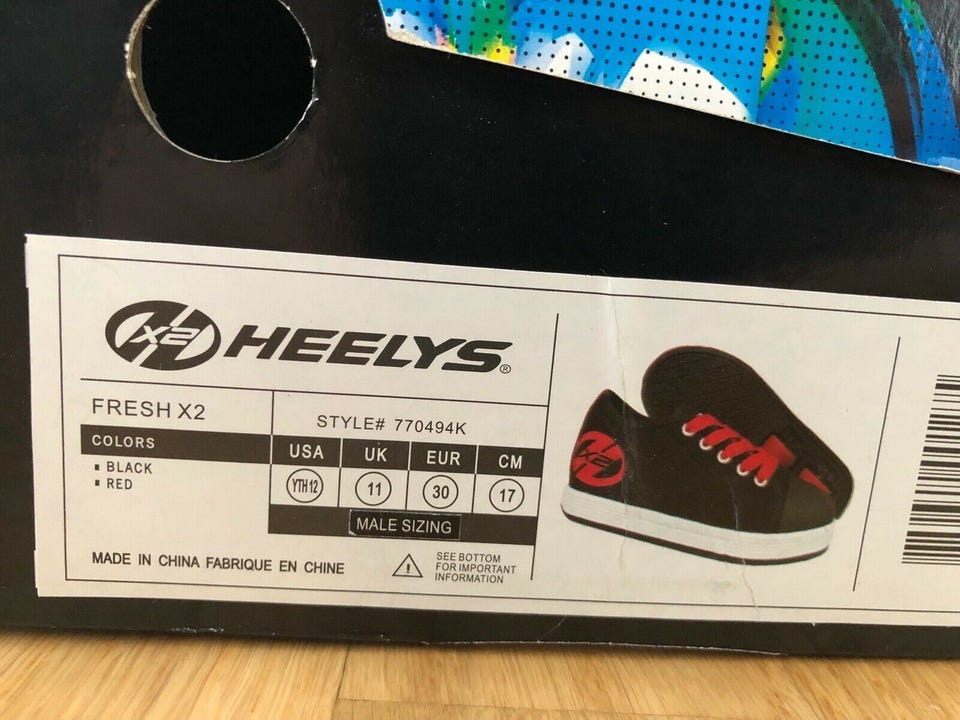 X2 HEELYS®
FRESH X2
COLORS
▪ BLACK
▪ RED
STYLE# 770494K
USA UK EUR CM
YTH 12 11 30 17
MALE SIZING
MADE IN CHINA FABRIQUE EN CHINE
SEE BOTTOM
FOR IMPORTANT
INFORMATION
X2